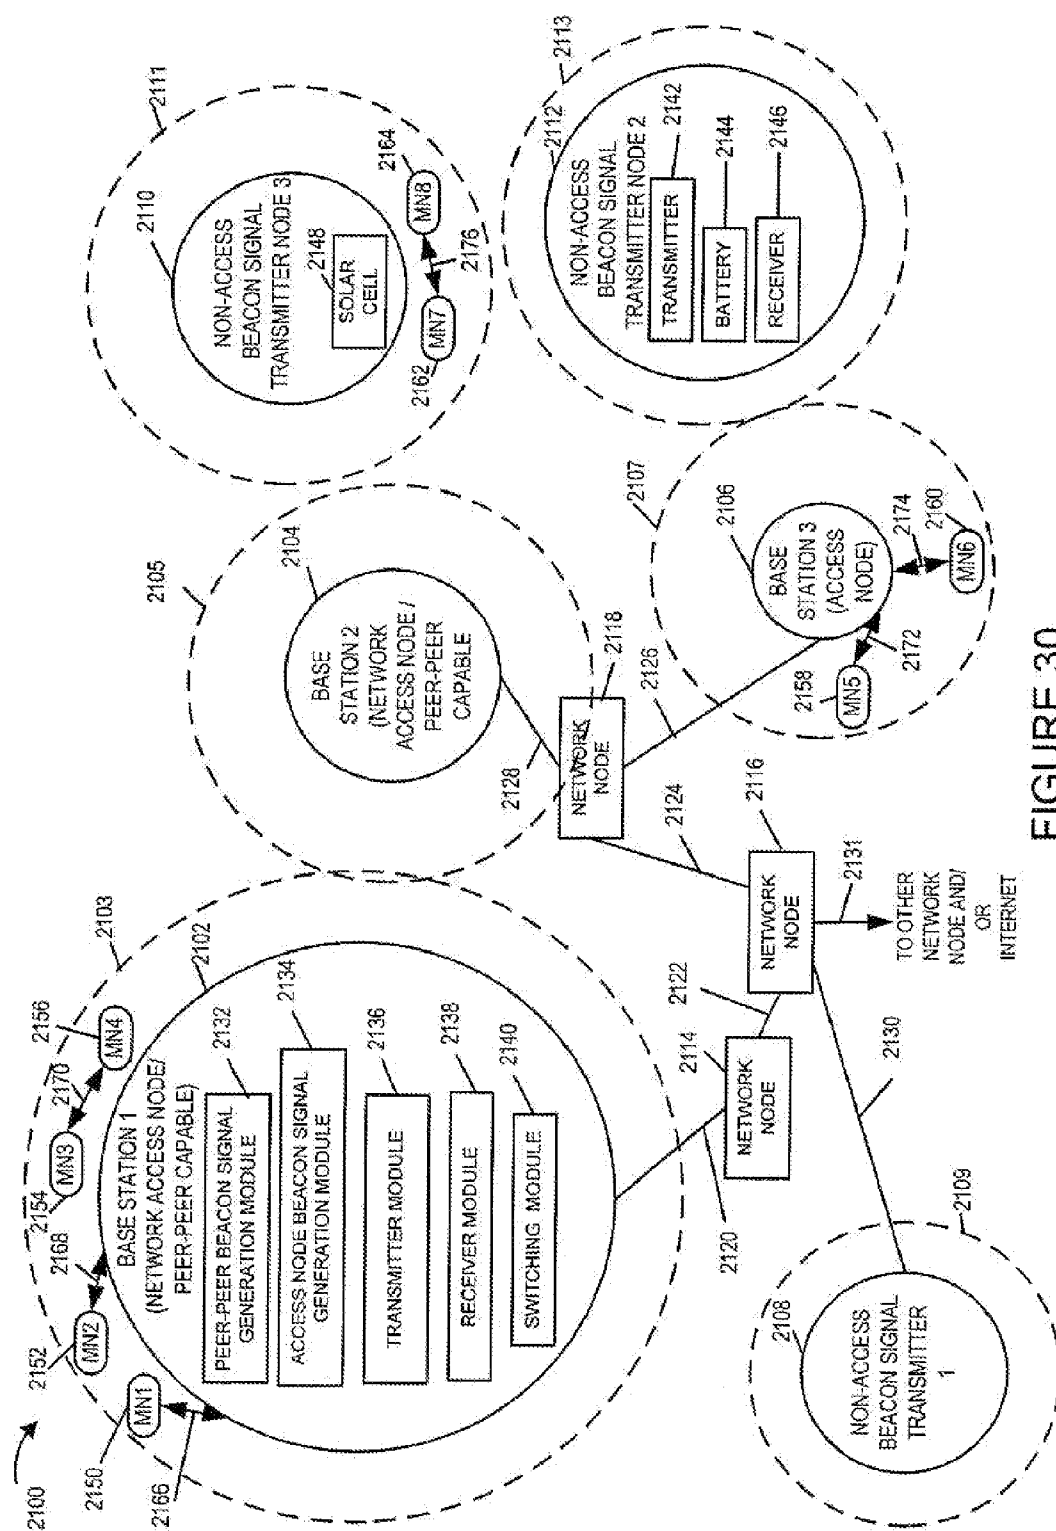 2100
2150
2166
MN1
2152
MN2
2168
2154
MN3
2170
MN4
2156
2103
2102
BASE STATION 1
(NETWORK ACCESS NODE/
PEER-PEER CAPABLE)
PEER-PEER BEACON SIGNAL
GENERATION MODULE
2132
ACCESS NODE BEACON SIGNAL
GENERATION MODULE
2134
TRANSMITTER MODULE
2136
RECEIVER MODULE
2138
SWITCHING MODULE
2140
2105
2104
BASE
STATION 2
(NETWORK
ACCESS NODE /
PEER-PEER
CAPABLE
2111
2110
NON-ACCESS
BEACON SIGNAL
TRANSMITTER NODE 3
2148
SOLAR
CELL
2162
MN7
2176
MN8
2164
2113
2112
NON-ACCESS
BEACON SIGNAL
TRANSMITTER NODE 2
TRANSMITTER
2142
BATTERY
2144
RECEIVER
2146
2107
2106
BASE
STATION 3
(ACCESS
NODE)
2158
MN5
2172
2174
2160
MN6
2128
NETWORK
NODE
2118
2126
2124
2116
NETWORK
NODE
2122
2114
NETWORK
NODE
2120
2131
TO OTHER
NETWORK
NODE AND/
OR
INTERNET
2130
2109
2108
NON-ACCESS
BEACON SIGNAL
TRANSMITTER
1
FIGURE 30